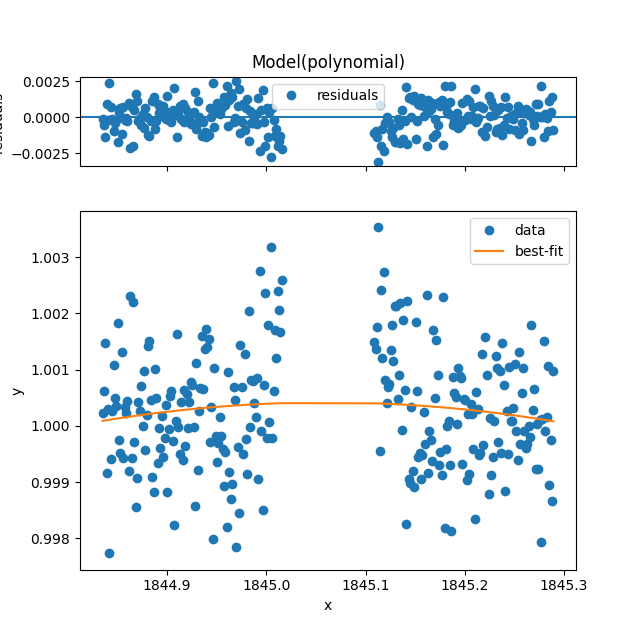 Model(polynomial)
residuals
0.0025
0.0000
−0.0025
residuals
data
best-fit
1.003
1.002
1.001
1.000
0.999
0.998
y
1844.9 1845.0 1845.1 1845.2 1845.3
x